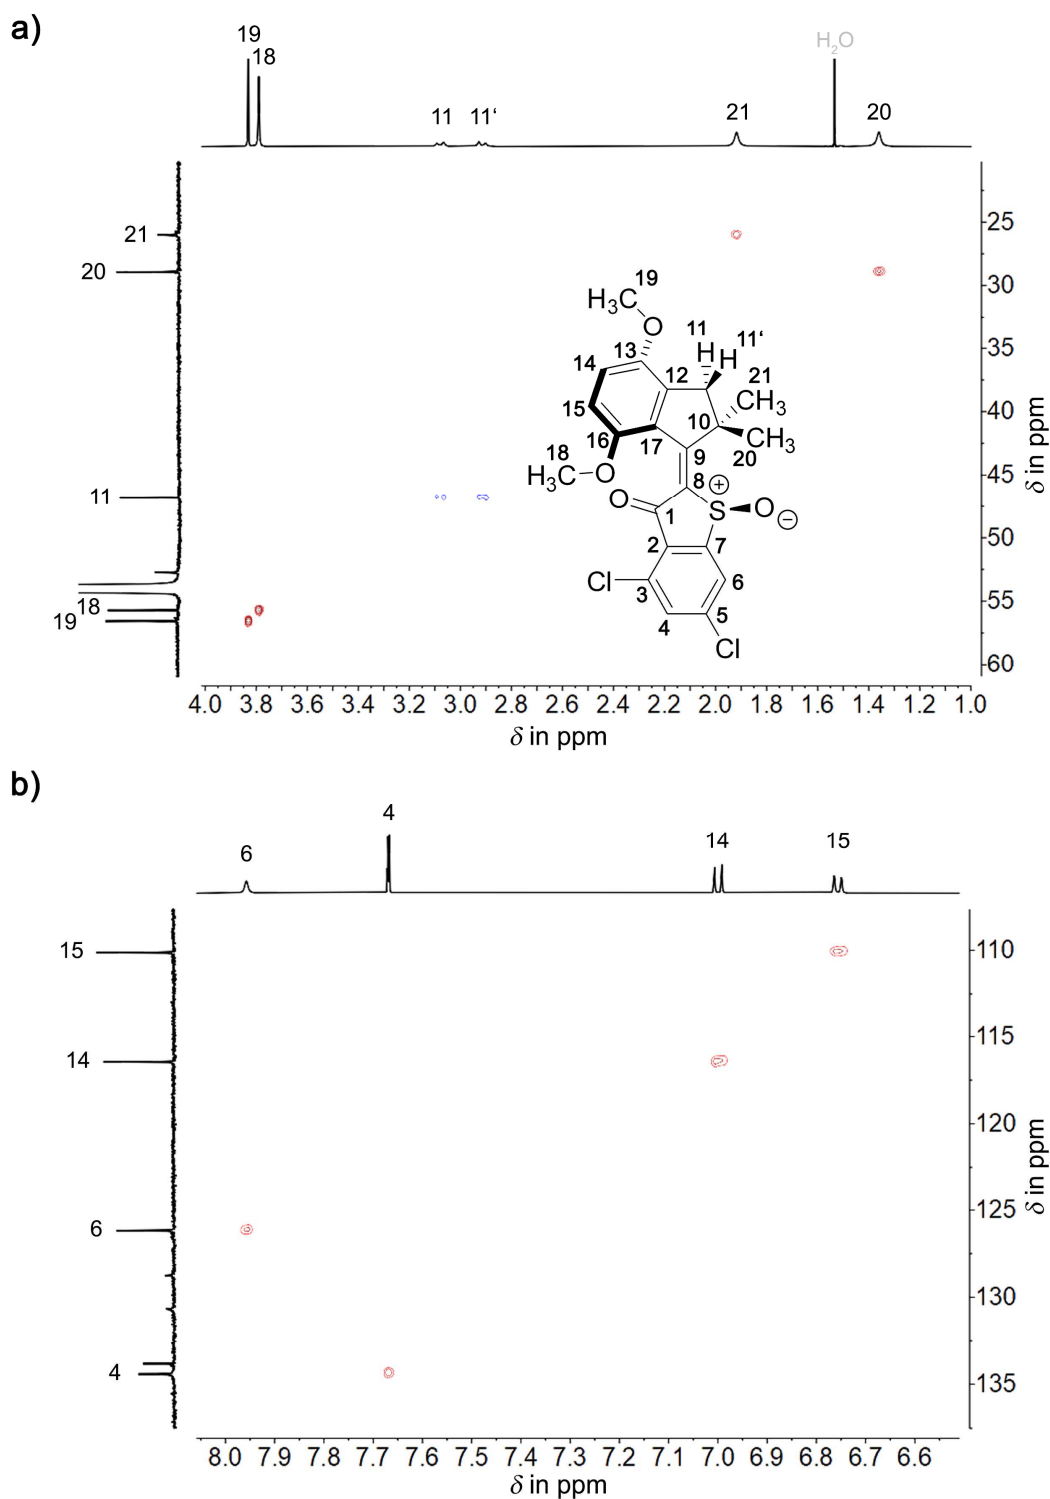 a)
19
18
11
11‘
21
H2O
20
21
20
11
18
19
25
30
35
40
45
50
55
60
δ in ppm
19
H3C
O
11
11‘
H
H
13
14
12
21
CH3
15
10
16
17
CH3
18
9
20
H3C
O
8
⊕
O
S
O
⊖
1
2
7
Cl
6
3
5
4
Cl
4.0 3.8 3.6 3.4 3.2 3.0 2.8 2.6 2.4 2.2 2.0 1.8 1.6 1.4 1.2 1.0
δ in ppm
b)
6
4
14
15
15
14
6
4
110
115
120
125
130
135
δ in ppm
8.0 7.9 7.8 7.7 7.6 7.5 7.4 7.3 7.2 7.1 7.0 6.9 6.8 6.7 6.6
δ in ppm